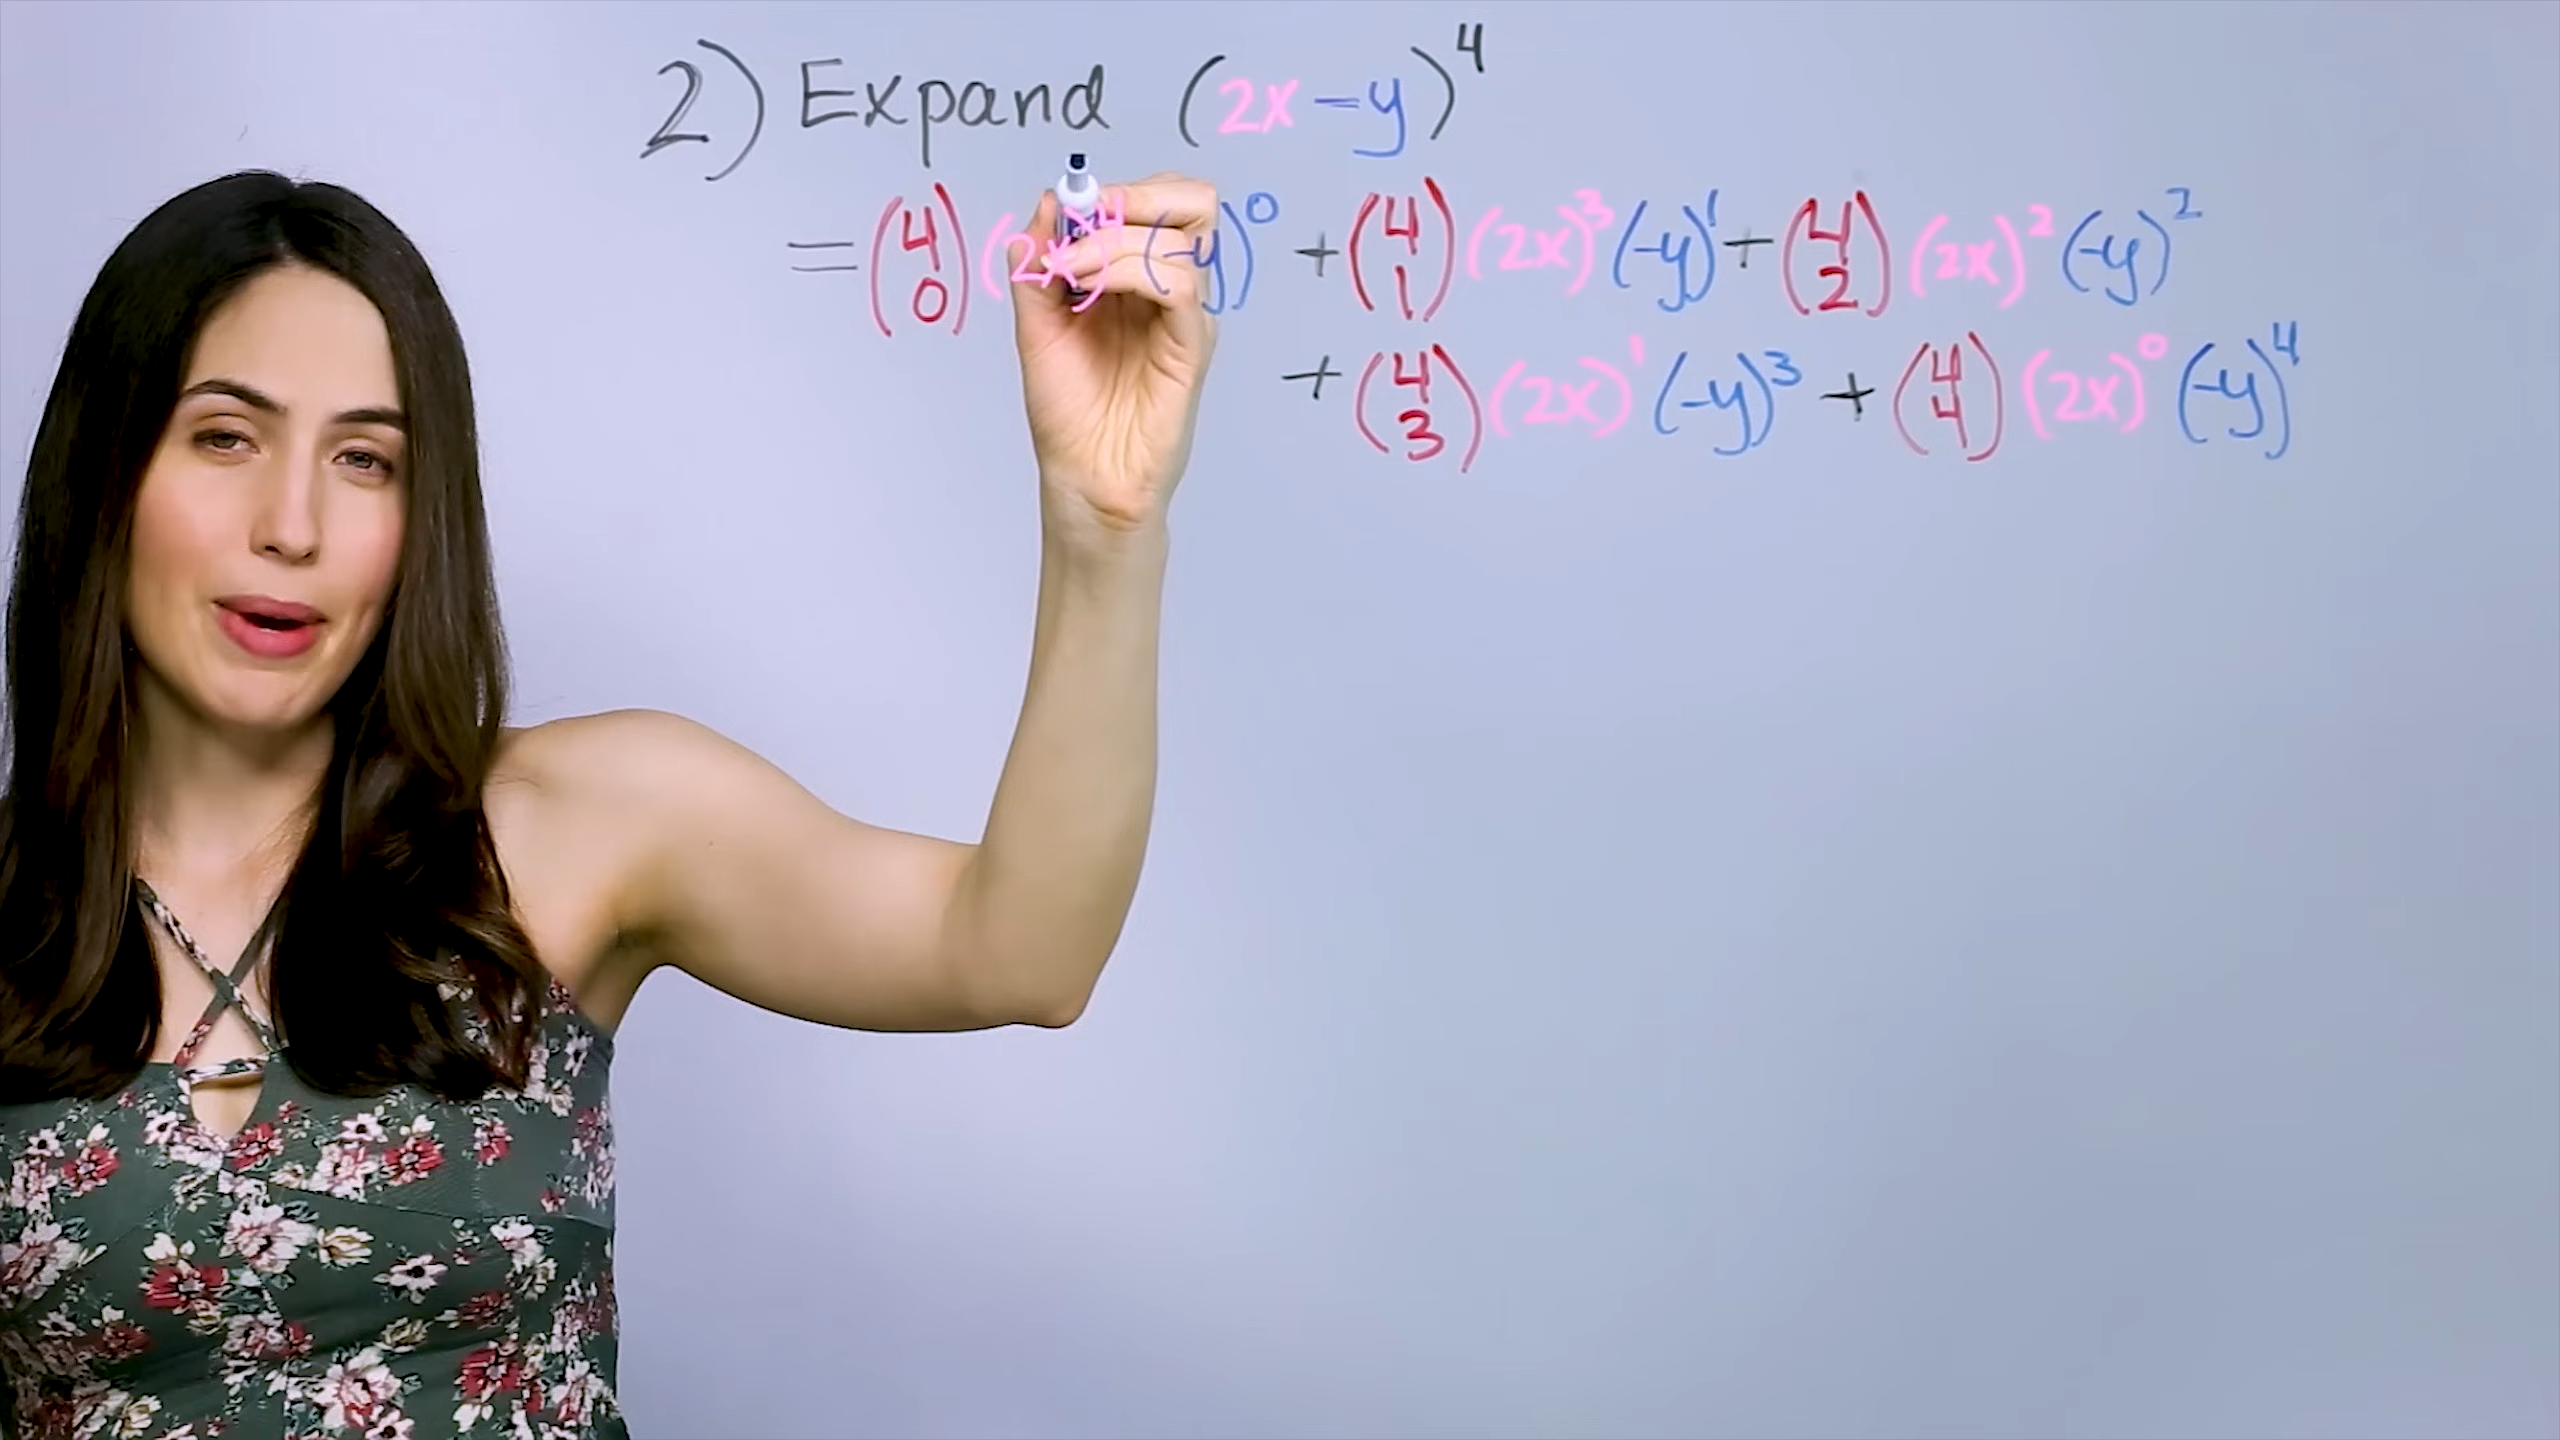 2) Expand (2x-y)^4
=(4 0)(2x)^4(-y)^0+(4 1)(2x)^3(-y)^1+(4 2)(2x)^2(-y)^2
+(4 3)(2x)^1(-y)^3+(4 4)(2x)^0(-y)^4